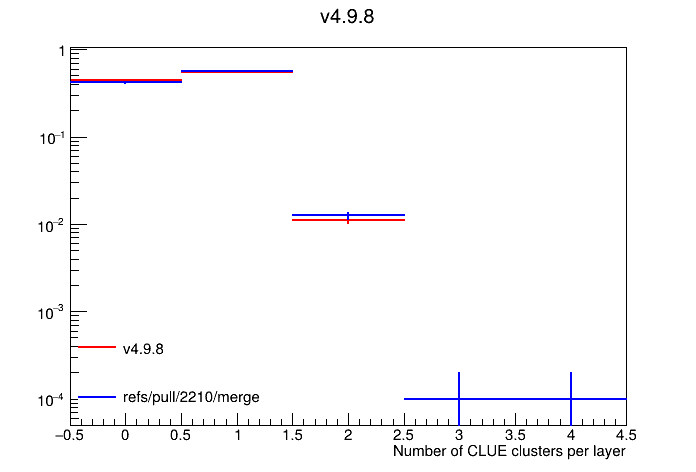 v4.9.8
1
10⁻¹
10⁻²
10⁻³
10⁻⁴
v4.9.8
refs/pull/2210/merge
−0.5 0 0.5 1 1.5 2 2.5 3 3.5 4 4.5
Number of CLUE clusters per layer